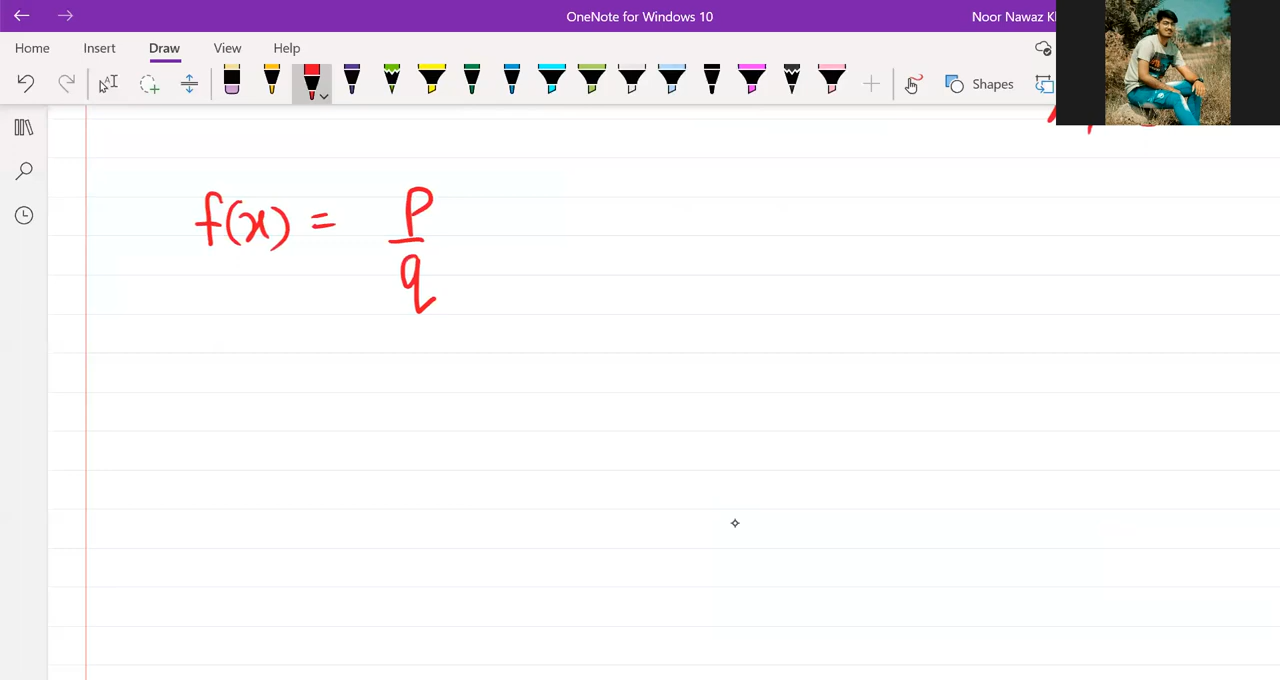 OneNote for Windows 10
Noor Nawaz
Home Insert Draw View Help
Shapes
f(x) = P/q